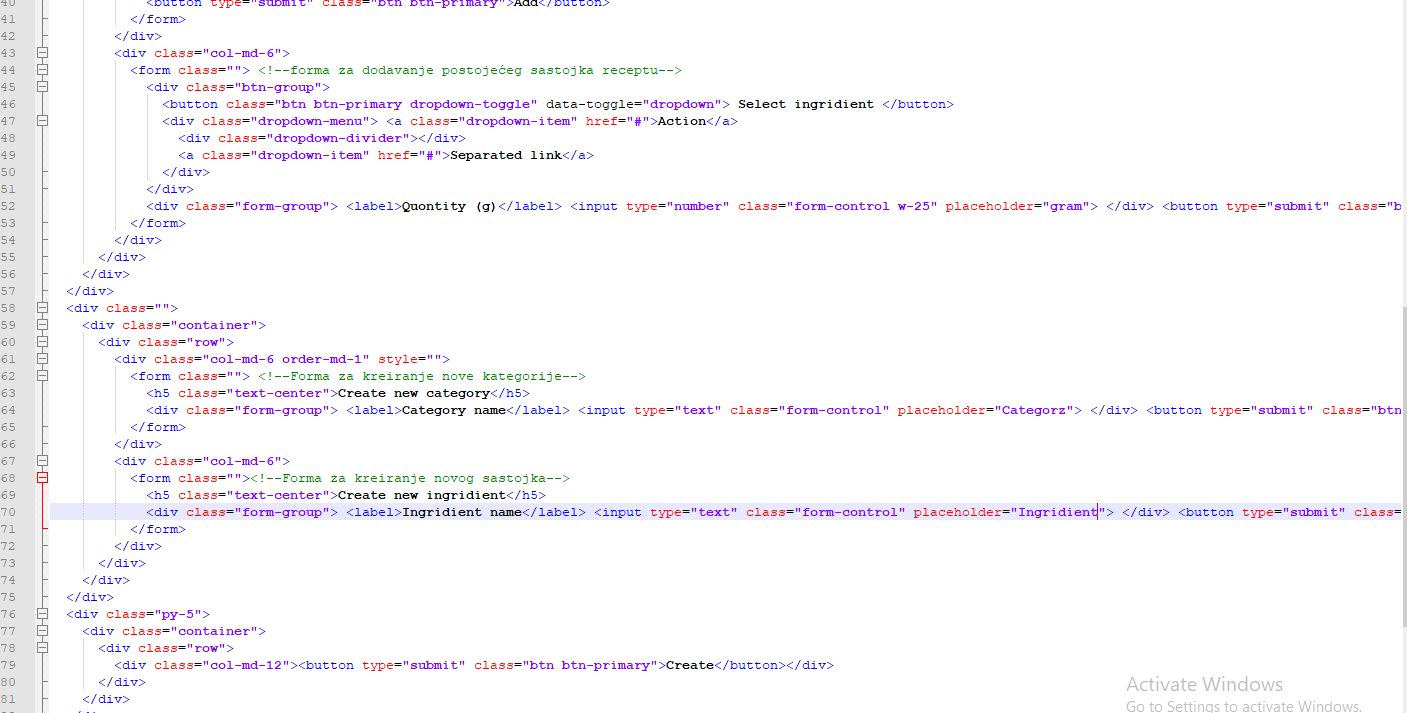 40 <button type="submit" class="btn btn-primary">Add</button>
41 </form>
42 </div>
43 <div class="col-md-6">
44 <form class=""> <!--forma za dodavanje postojećeg sastojka receptu-->
45 <div class="btn-group">
46 <button class="btn btn-primary dropdown-toggle" data-toggle="dropdown"> Select ingridient </button>
47 <div class="dropdown-menu"> <a class="dropdown-item" href="#">Action</a>
48 <div class="dropdown-divider"></div>
49 <a class="dropdown-item" href="#">Separated link</a>
50 </div>
51 </div>
52 <div class="form-group"> <label>Quontity (g)</label> <input type="number" class="form-control w-25" placeholder="gram"> </div> <button type="submit" class="b
53 </form>
54 </div>
55 </div>
56 </div>
57 </div>
58 <div class="">
59 <div class="container">
60 <div class="row">
61 <div class="col-md-6 order-md-1" style="">
62 <form class=""> <!--Forma za kreiranje nove kategorije-->
63 <h5 class="text-center">Create new category</h5>
64 <div class="form-group"> <label>Category name</label> <input type="text" class="form-control" placeholder="Categorz"> </div> <button type="submit" class="btn
65 </form>
66 </div>
67 <div class="col-md-6">
68 <form class=""><!--Forma za kreiranje novog sastojka-->
69 <h5 class="text-center">Create new ingridient</h5>
70 <div class="form-group"> <label>Ingridient name</label> <input type="text" class="form-control" placeholder="Ingridient"> </div> <button type="submit" class=
71 </form>
72 </div>
73 </div>
74 </div>
75 </div>
76 <div class="py-5">
77 <div class="container">
78 <div class="row">
79 <div class="col-md-12"><button type="submit" class="btn btn-primary">Create</button></div>
80 </div>
81 </div>
Activate Windows
Go to Settings to activate Windows.